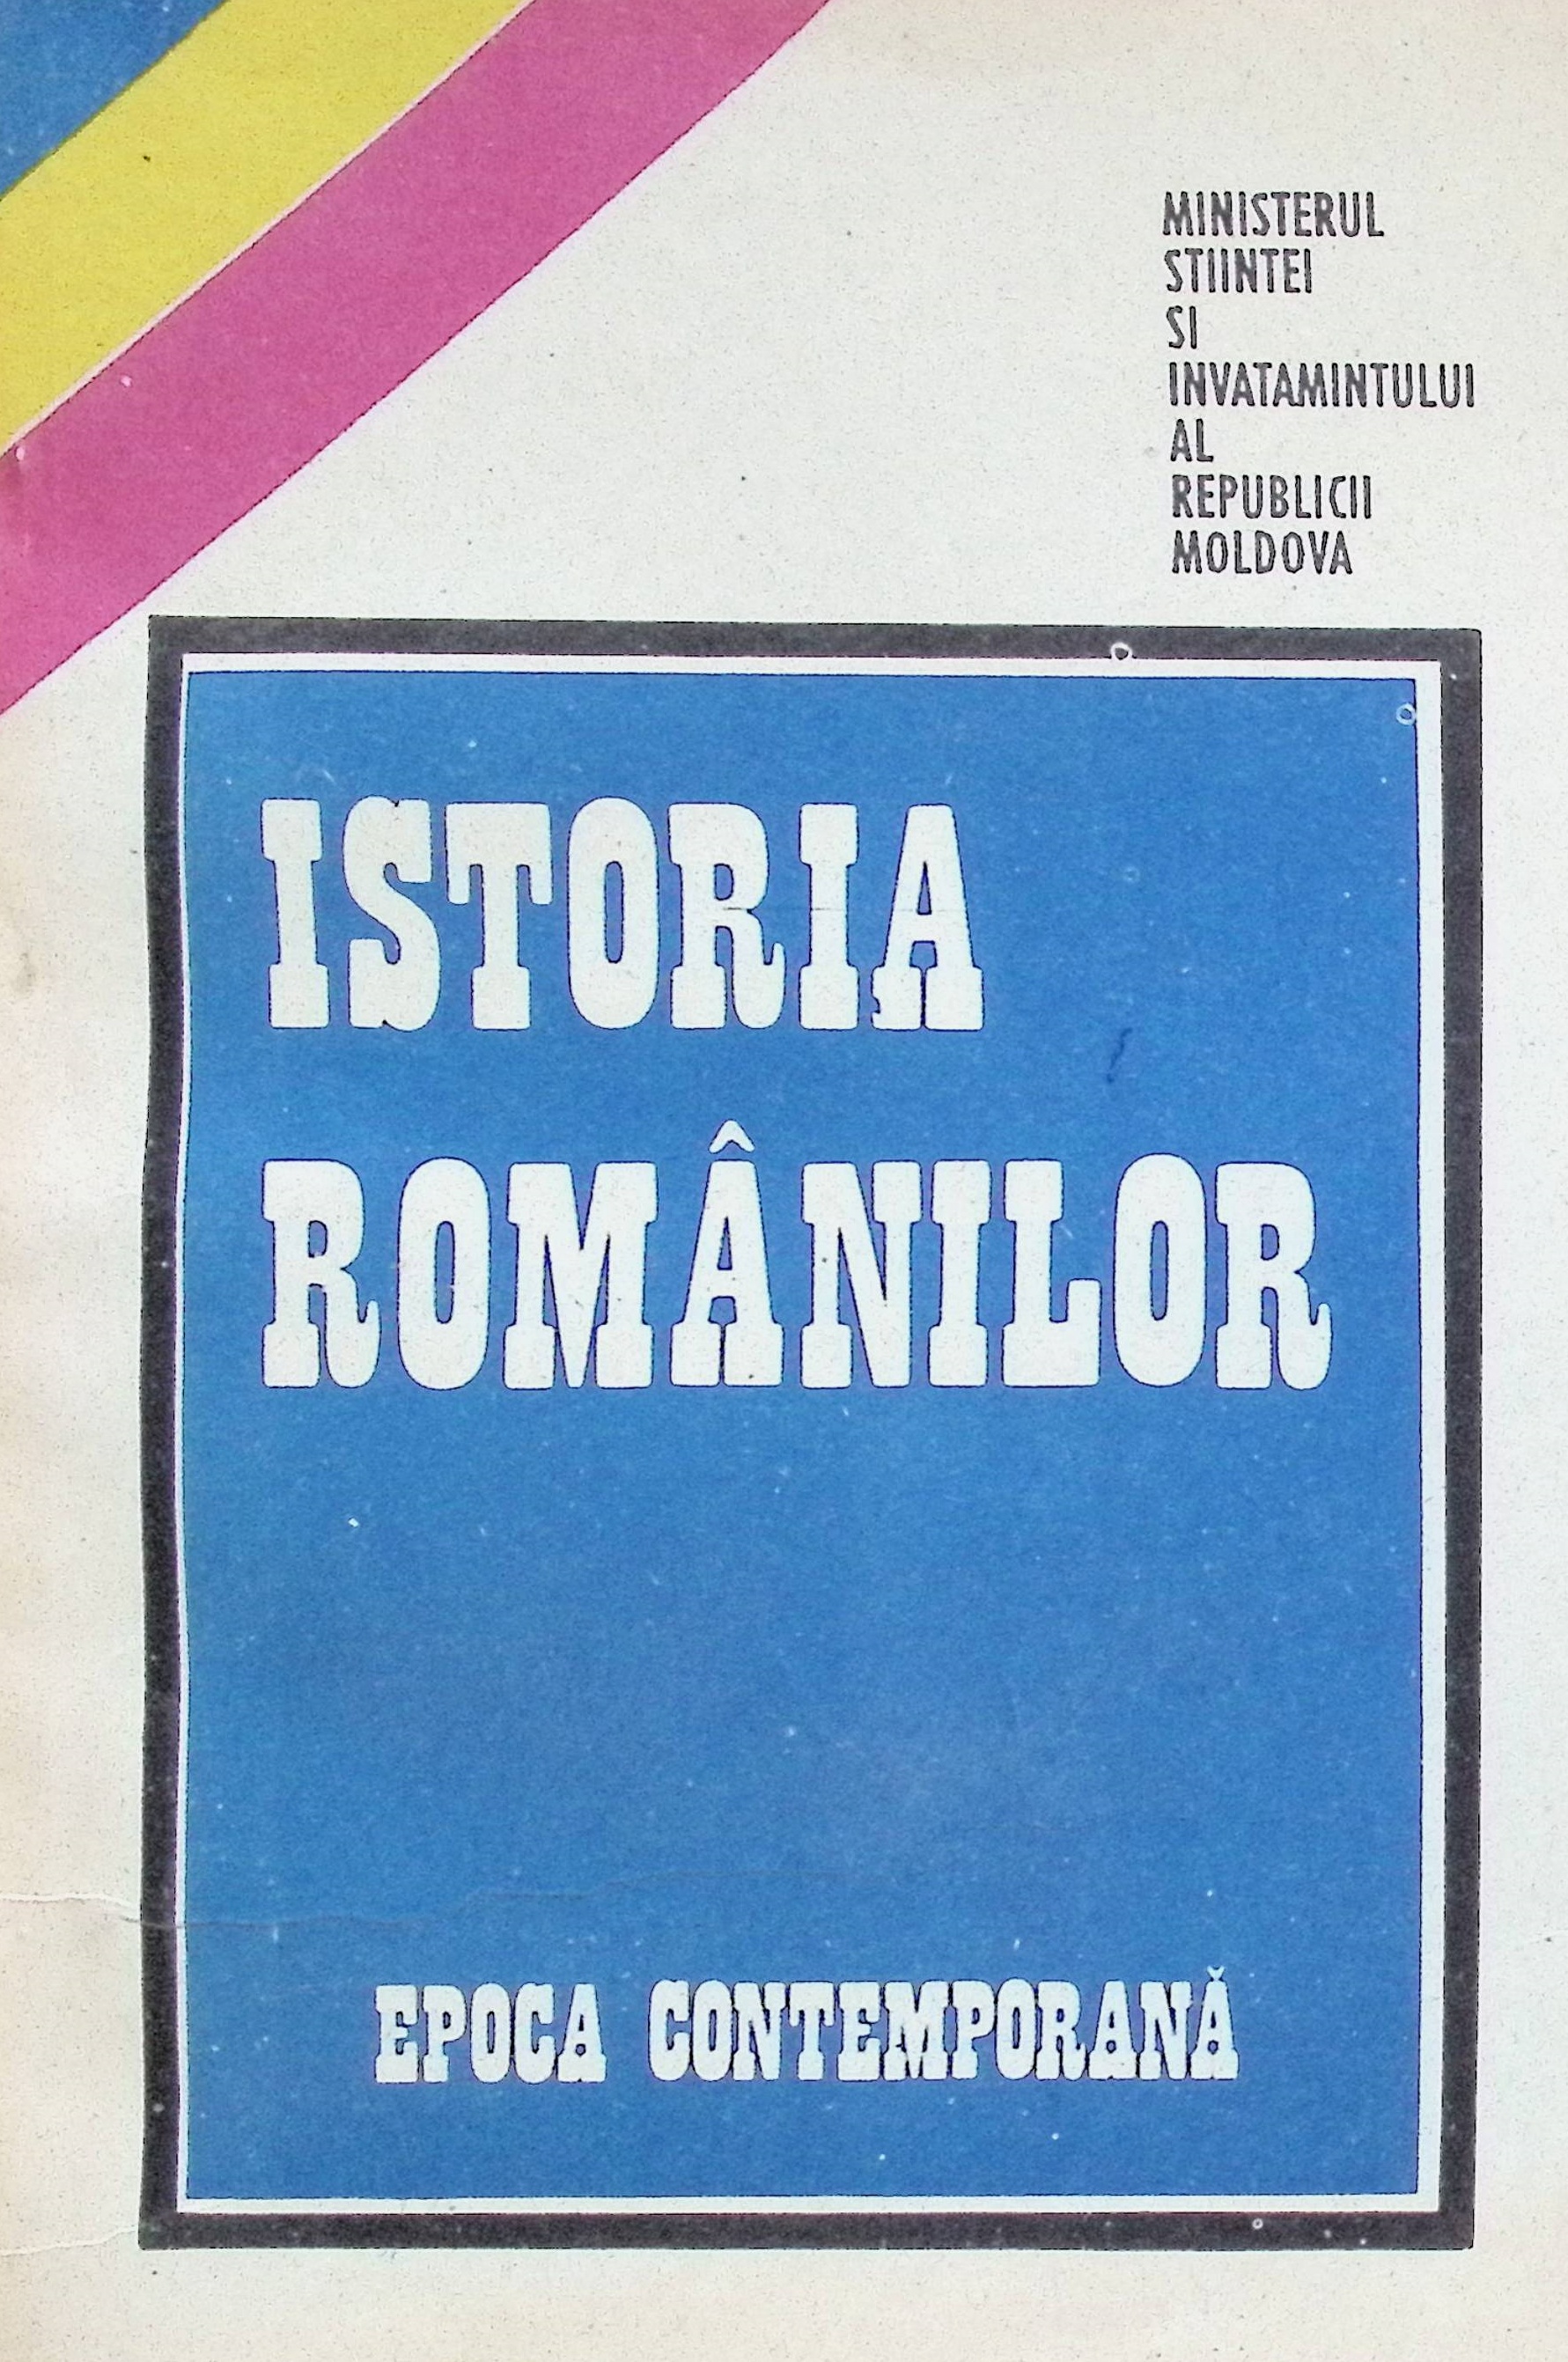 MINISTERUL
STIINTEI
SI
INVATAMINTULUI
AL
REPUBLICII
MOLDOVA
ISTORIA
ROMÂNILOR
EPOCA CONTEMPORANĂ